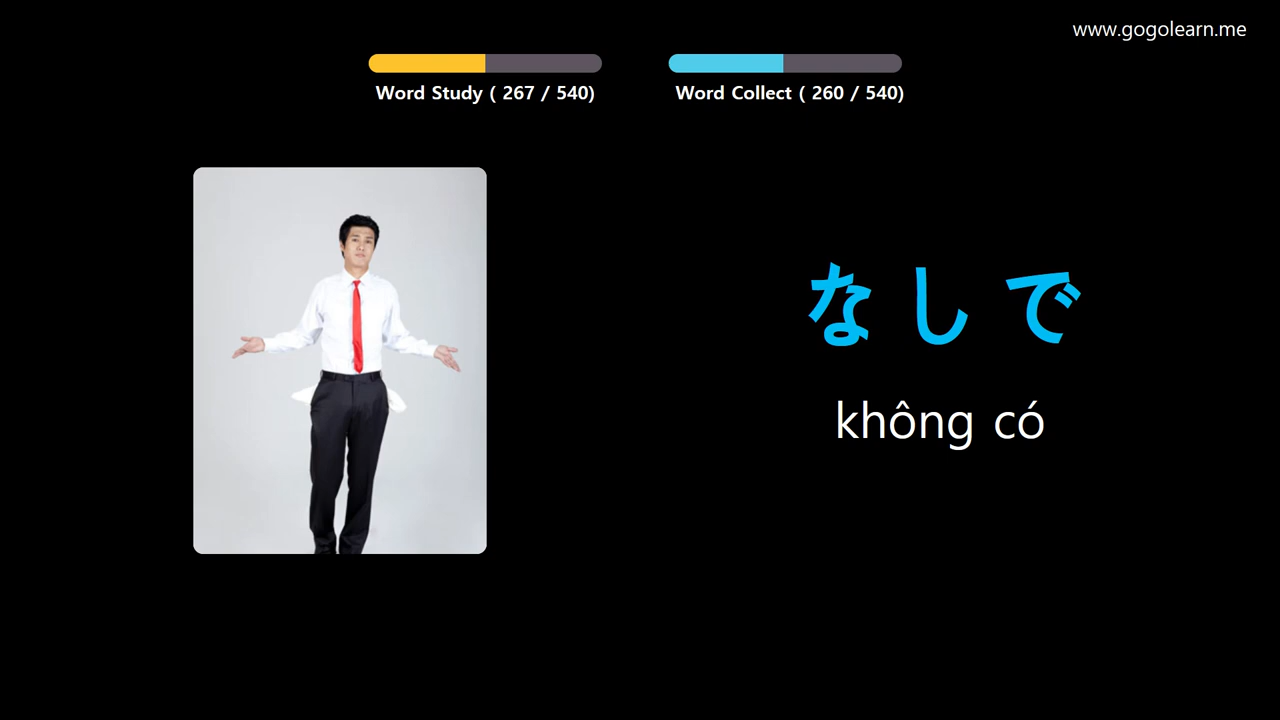 www.gogolearn.me
Word Study ( 267 / 540)
Word Collect ( 260 / 540)
なしで
không có